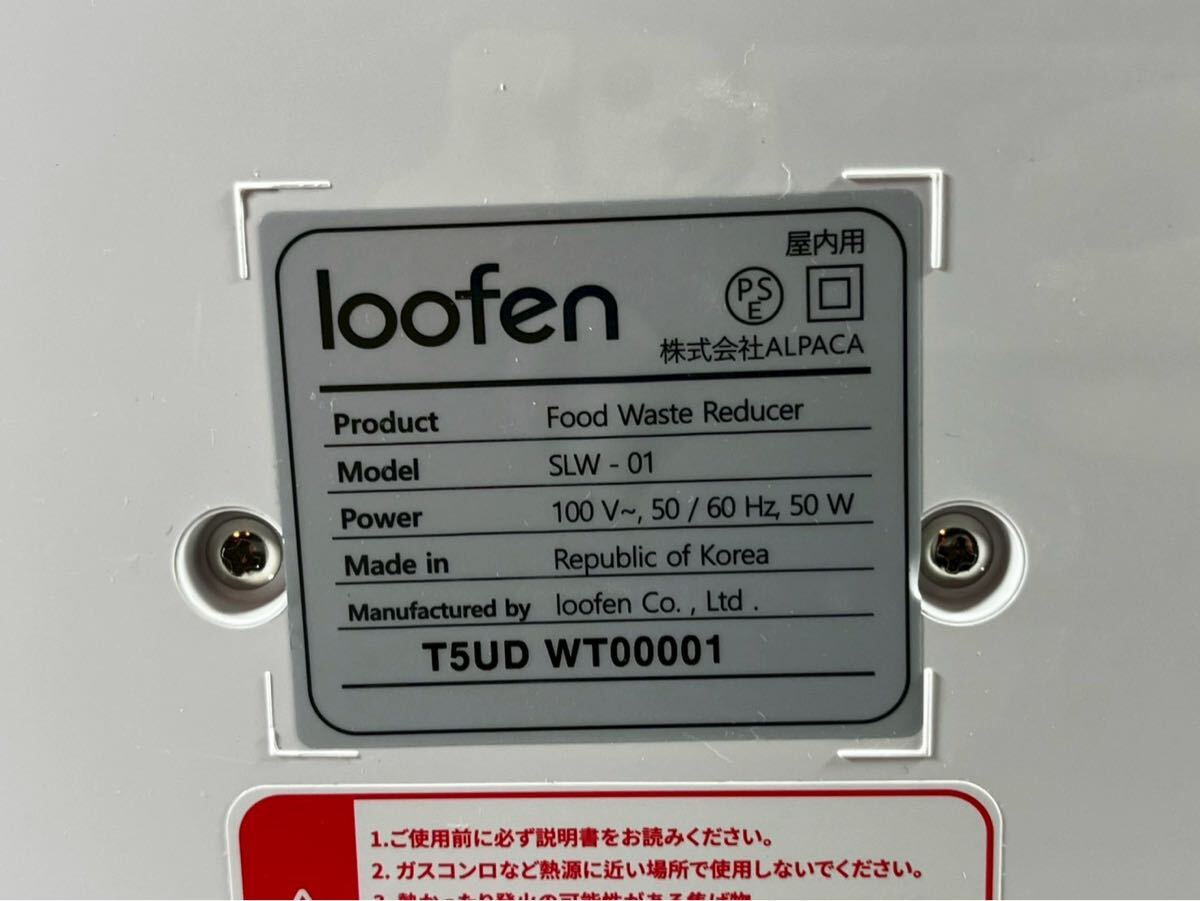 屋内用
loofen
PSE
株式会社ALPACA
Product Food Waste Reducer
Model SLW - 01
Power 100 V~, 50 / 60 Hz, 50 W
Made in Republic of Korea
Manufactured by loofen Co. , Ltd .
T5UD WT00001
1.ご使用前に必ず説明書をお読みください。
2. ガスコンロなど熱源に近い場所で使用しないでください。